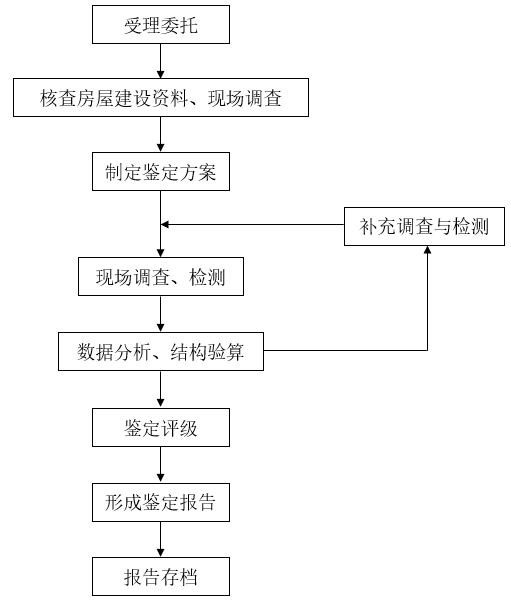 受理委托
核查房屋建设资料、现场调查
制定鉴定方案
补充调查与检测
现场调查、检测
数据分析、结构验算
鉴定评级
形成鉴定报告
报告存档